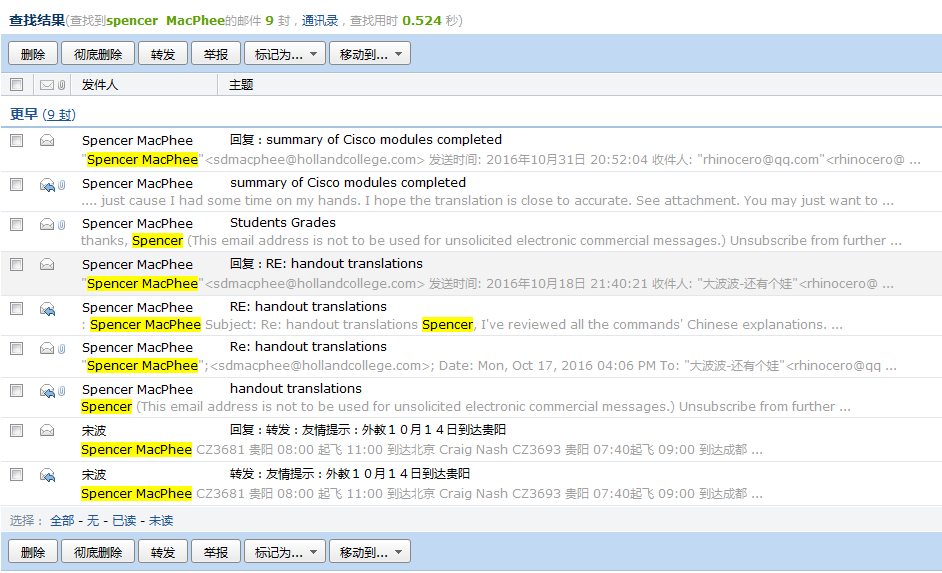 查找结果(查找到spencer MacPhee的邮件 9 封，通讯录，查找用时 0.524 秒)
删除 彻底删除 转发 举报 标记为... 移动到...
发件人 主题
更早 (9 封)
Spencer MacPhee 回复：summary of Cisco modules completed
"Spencer MacPhee"<sdmacphee@hollandcollege.com> 发送时间: 2016年10月31日 20:52:04 收件人: "rhinocero@qq.com"<rhinocero@ ...
Spencer MacPhee summary of Cisco modules completed
.... just cause I had some time on my hands. I hope the translation is close to accurate. See attachment. You may just want to ...
Spencer MacPhee Students Grades
thanks, Spencer (This email address is not to be used for unsolicited electronic commercial messages.) Unsubscribe from further ...
Spencer MacPhee 回复：RE: handout translations
"Spencer MacPhee"<sdmacphee@hollandcollege.com> 发送时间: 2016年10月18日 21:40:21 收件人: "大波波-还有个娃"<rhinocero@ ...
Spencer MacPhee RE: handout translations
: Spencer MacPhee Subject: Re: handout translations Spencer, I've reviewed all the commands' Chinese explanations. ...
Spencer MacPhee Re: handout translations
"Spencer MacPhee";<sdmacphee@hollandcollege.com>; Date: Mon, Oct 17, 2016 04:06 PM To: "大波波-还有个娃"<rhinocero@qq ...
Spencer MacPhee handout translations
Spencer (This email address is not to be used for unsolicited electronic commercial messages.) Unsubscribe from further ...
宋波 回复：转发：友情提示：外教１０月１４日到达贵阳
Spencer MacPhee CZ3681 贵阳 08:00 起飞 11:00 到达北京 Craig Nash CZ3693 贵阳 07:40起飞 09:00 到达成都 ...
宋波 转发：友情提示：外教１０月１４日到达贵阳
Spencer MacPhee CZ3681 贵阳 08:00 起飞 11:00 到达北京 Craig Nash CZ3693 贵阳 07:40起飞 09:00 到达成都 ...
选择： 全部 - 无 - 已读 - 未读
删除 彻底删除 转发 举报 标记为... 移动到...